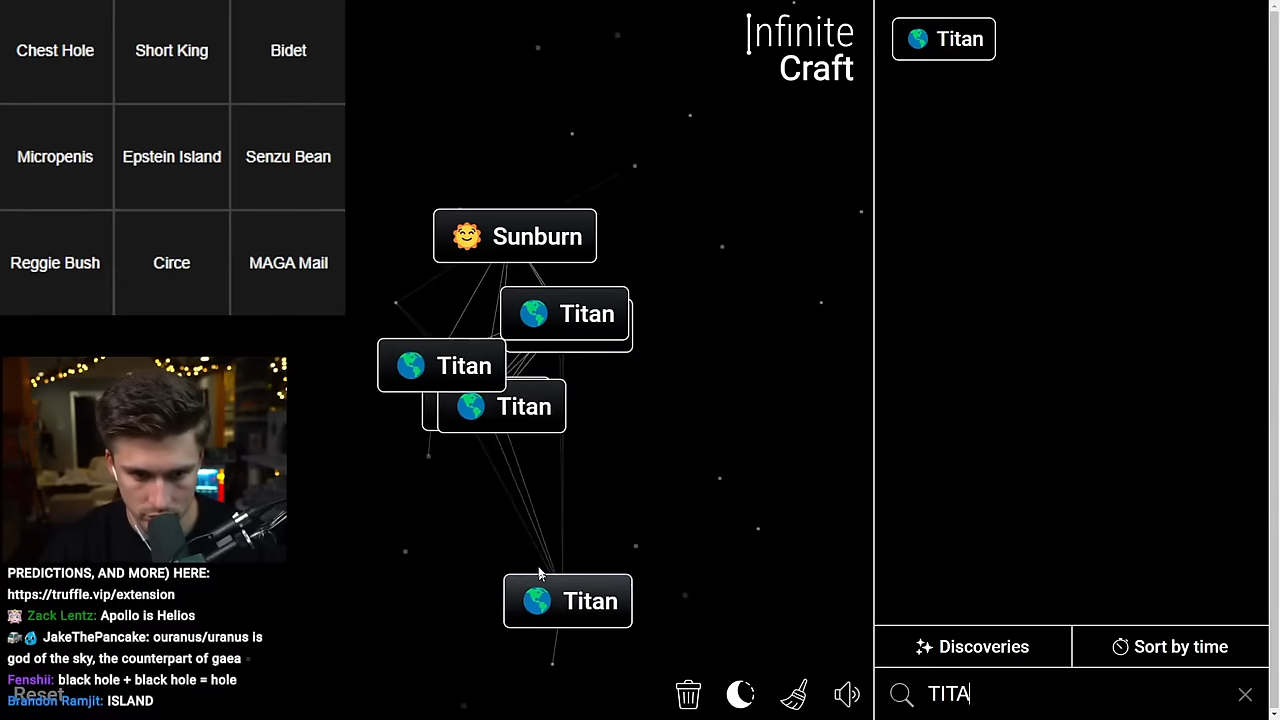 Chest Hole
Short King
Bidet
Micropenis
Epstein Island
Senzu Bean
Reggie Bush
Circe
MAGA Mail
Infinite
Craft
Sunburn
Titan
Titan
Titan
Titan
Titan
Discoveries
Sort by time
TITA
PREDICTIONS, AND MORE) HERE:
https://truffle.vip/extension
Zack Lentz: Apollo is Helios
JakeThePancake: ouranus/uranus is
god of the sky, the counterpart of gaea
Fenshii: black hole + black hole = hole
Reset
Brandon Ramjit: ISLAND